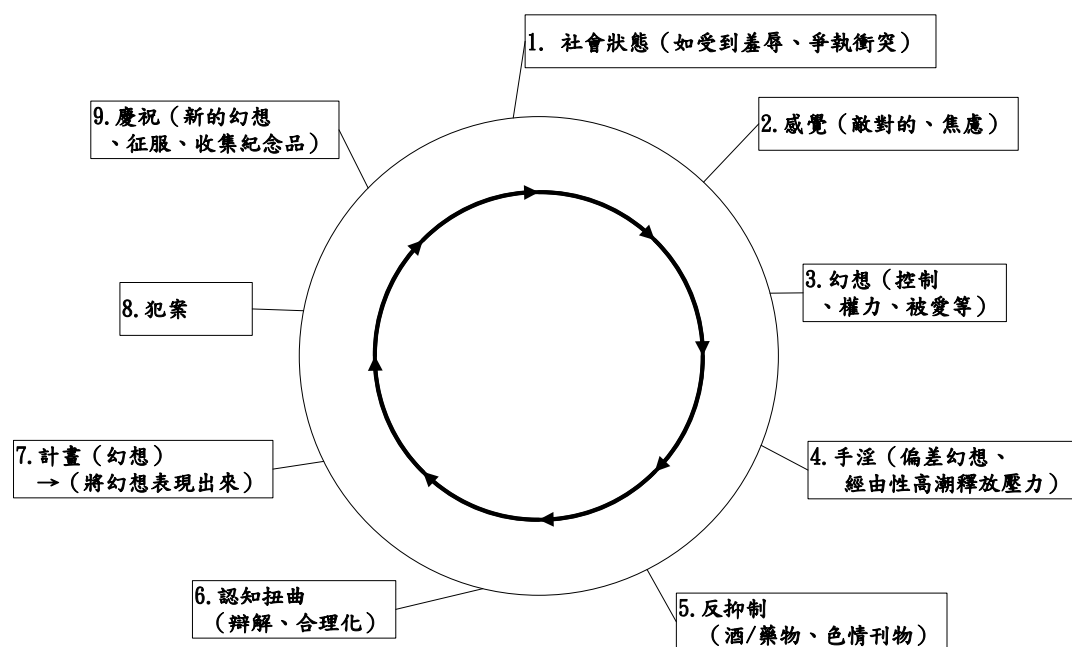 1. 社會狀態（如受到羞辱、爭執衝突）
2.感覺（敵對的、焦慮）
3.幻想（控制
、權力、被愛等）
4.手淫（偏差幻想、
經由性高潮釋放壓力）
5.反抑制
（酒/藥物、色情刊物）
6.認知扭曲
（辯解、合理化）
7.計畫（幻想）
→（將幻想表現出來）
8.犯案
9.慶祝（新的幻想
、征服、收集紀念品）